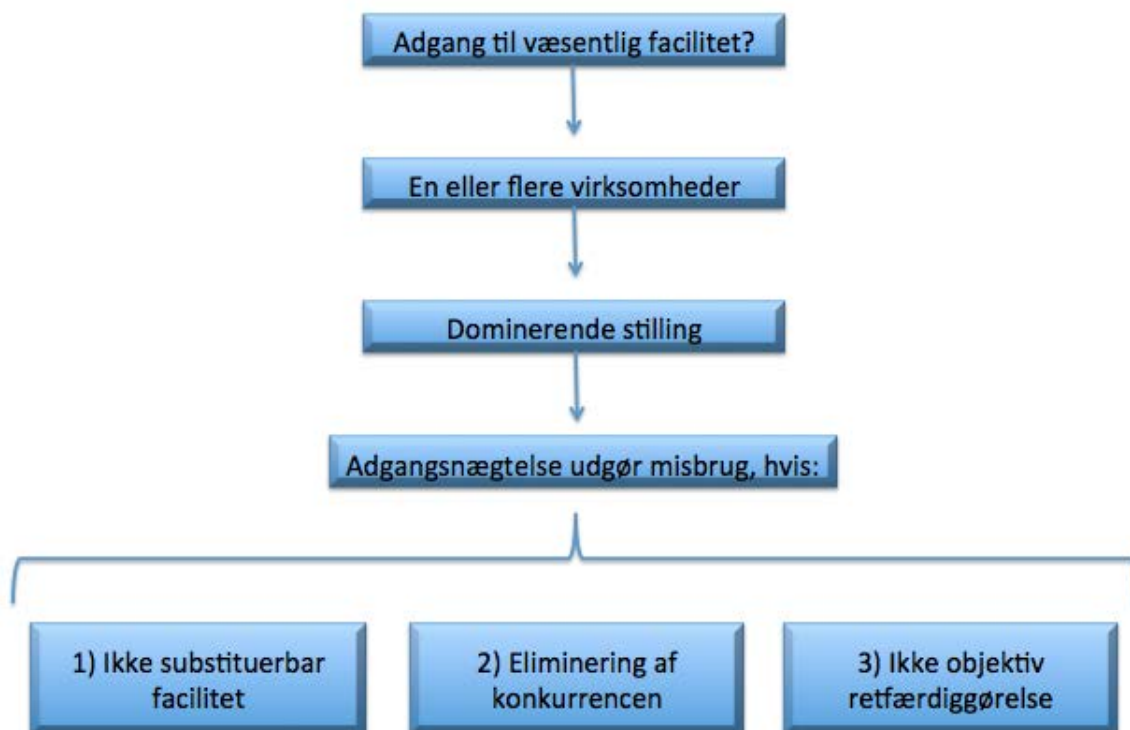 Adgang til væsentlig facilitet?
En eller flere virksomheder
Dominerende stilling
Adgangsnægtelse udgør misbrug, hvis:
1) Ikke substituerbar
facilitet
2) Eliminering af
konkurrencen
3) Ikke objektiv
retfærdiggørelse